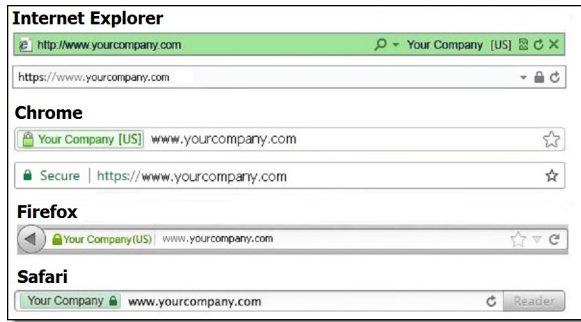 Internet Explorer
http://www.yourcompany.com Your Company [US]
https://www.yourcompany.com
Chrome
Your Company [US] www.yourcompany.com
Secure | https://www.yourcompany.com
Firefox
Your Company(US) www.yourcompany.com
Safari
Your Company www.yourcompany.com Reader